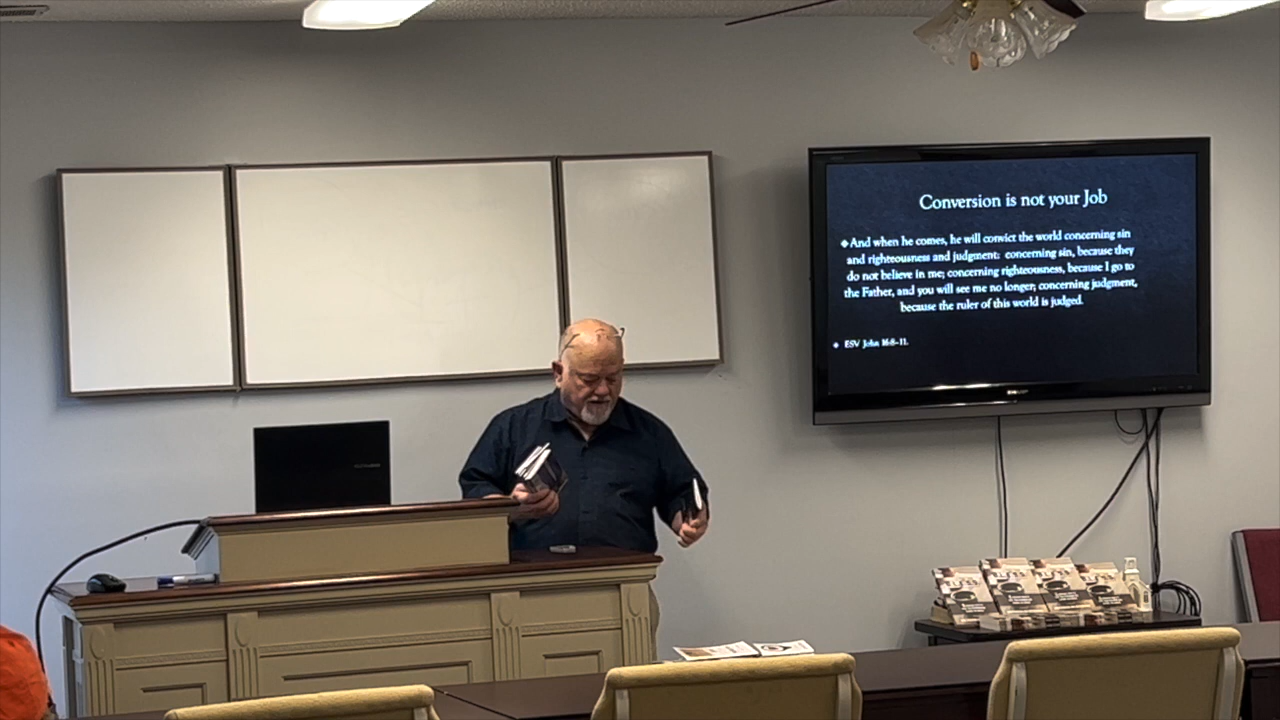 Conversion is not your Job
❖ And when he comes, he will convict the world concerning sin
and righteousness and judgment: concerning sin, because they
do not believe in me; concerning righteousness, because I go to
the Father, and you will see me no longer; concerning judgment,
because the ruler of this world is judged.
❖ ESV John 16:8–11.